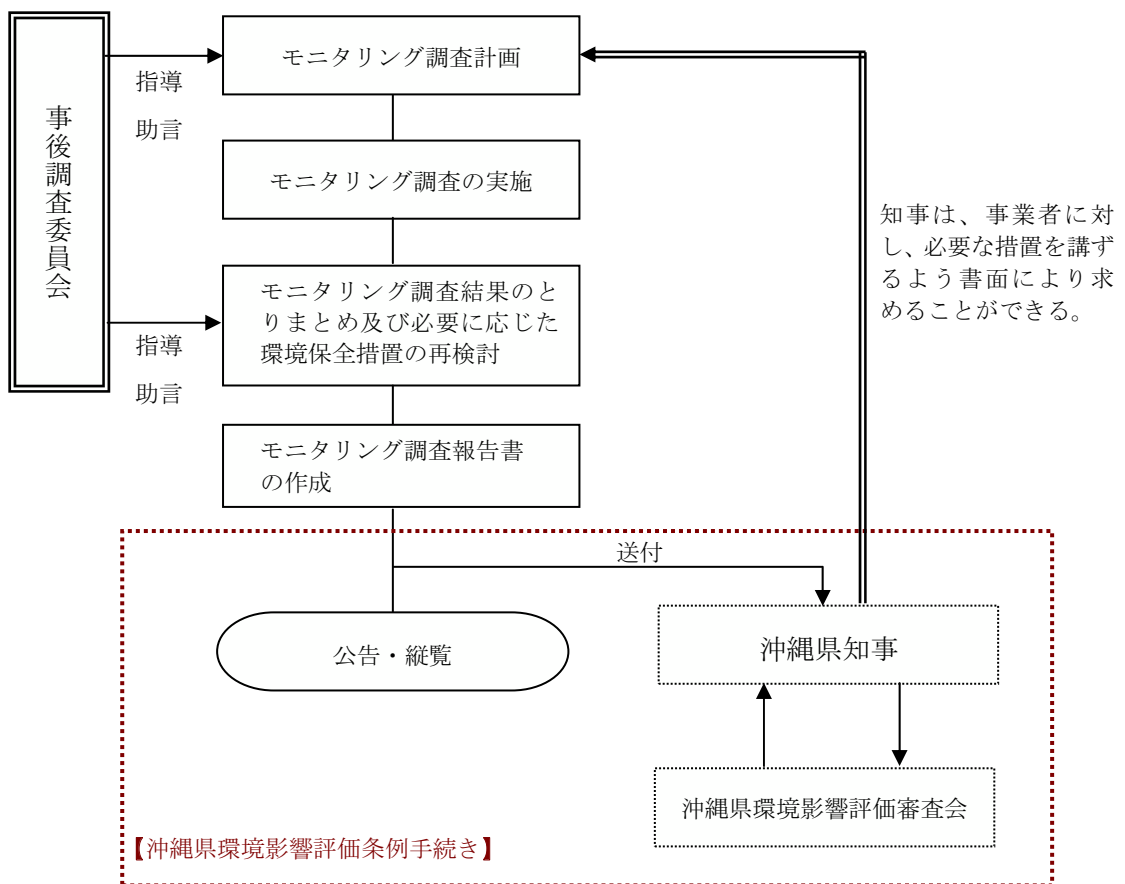 事後調査委員会
指導
助言
モニタリング調査計画
モニタリング調査の実施
モニタリング調査結果のと
りまとめ及び必要に応じた
環境保全措置の再検討
指導
助言
モニタリング調査報告書
の作成
知事は、事業者に対
し、必要な措置を講ず
るよう書面により求
めることができる。
送付
公告・縦覧
沖縄県知事
沖縄県環境影響評価審査会
【沖縄県環境影響評価条例手続き】